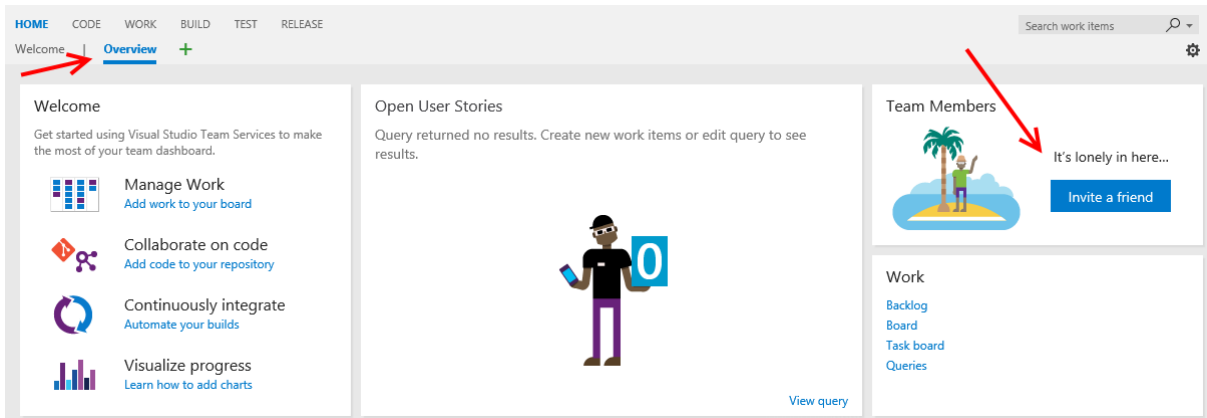 HOME CODE WORK BUILD TEST RELEASE
Search work items
Welcome | Overview +
Welcome
Get started using Visual Studio Team Services to make
the most of your team dashboard.
Manage Work
Add work to your board
Collaborate on code
Add code to your repository
Continuously integrate
Automate your builds
Visualize progress
Learn how to add charts
Open User Stories
Query returned no results. Create new work items or edit query to see
results.
0
View query
Team Members
It's lonely in here...
Invite a friend
Work
Backlog
Board
Task board
Queries